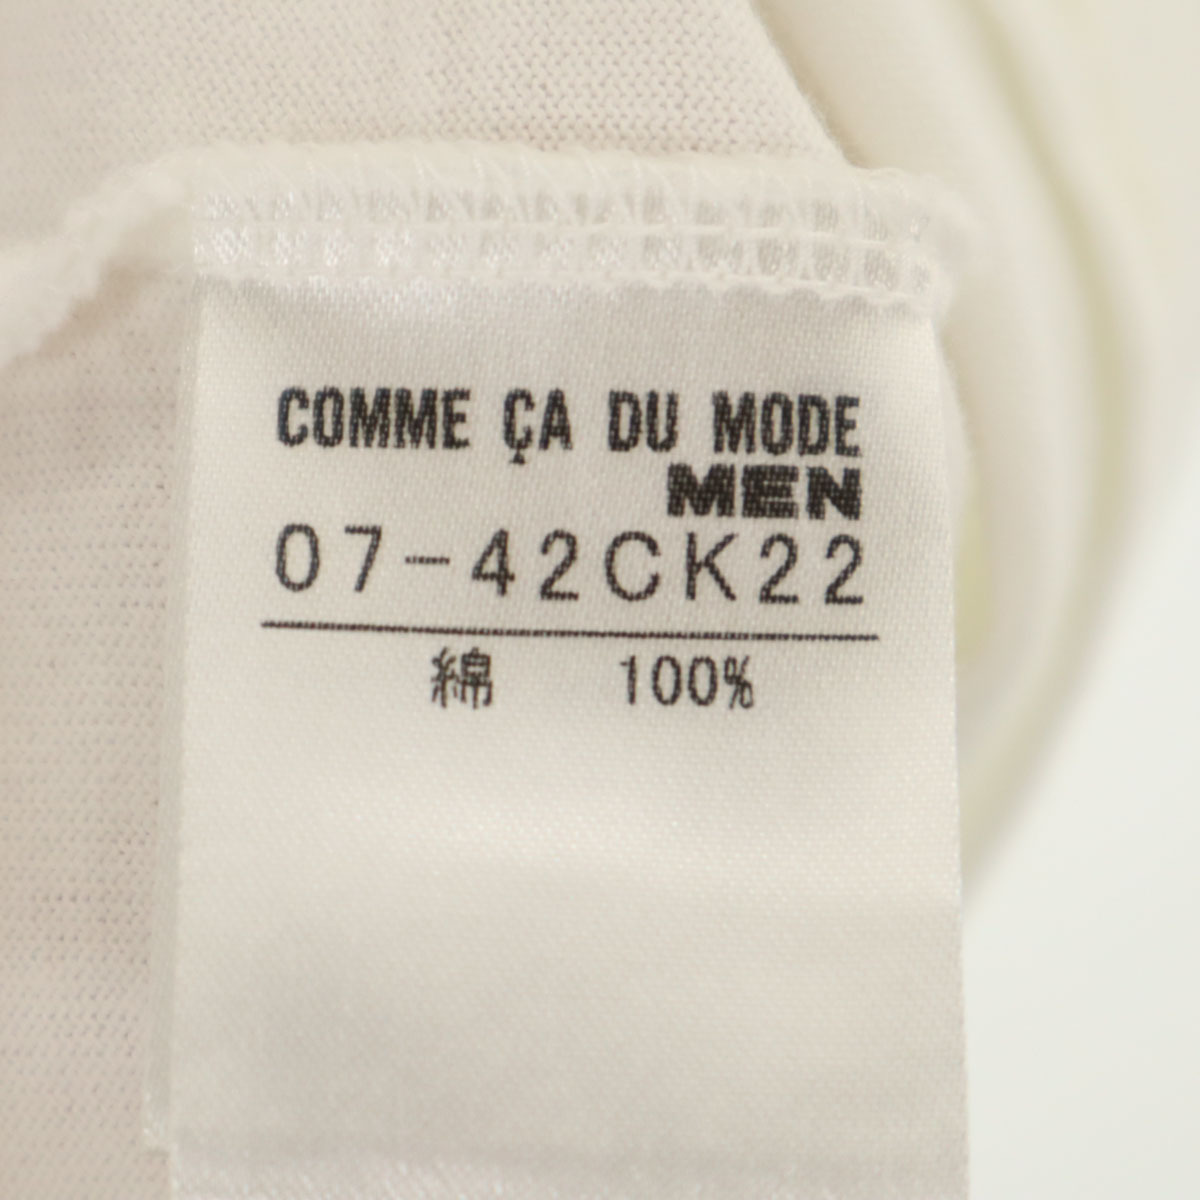 COMME ÇA DU MODE
MEN
07-42CK22
綿 100%